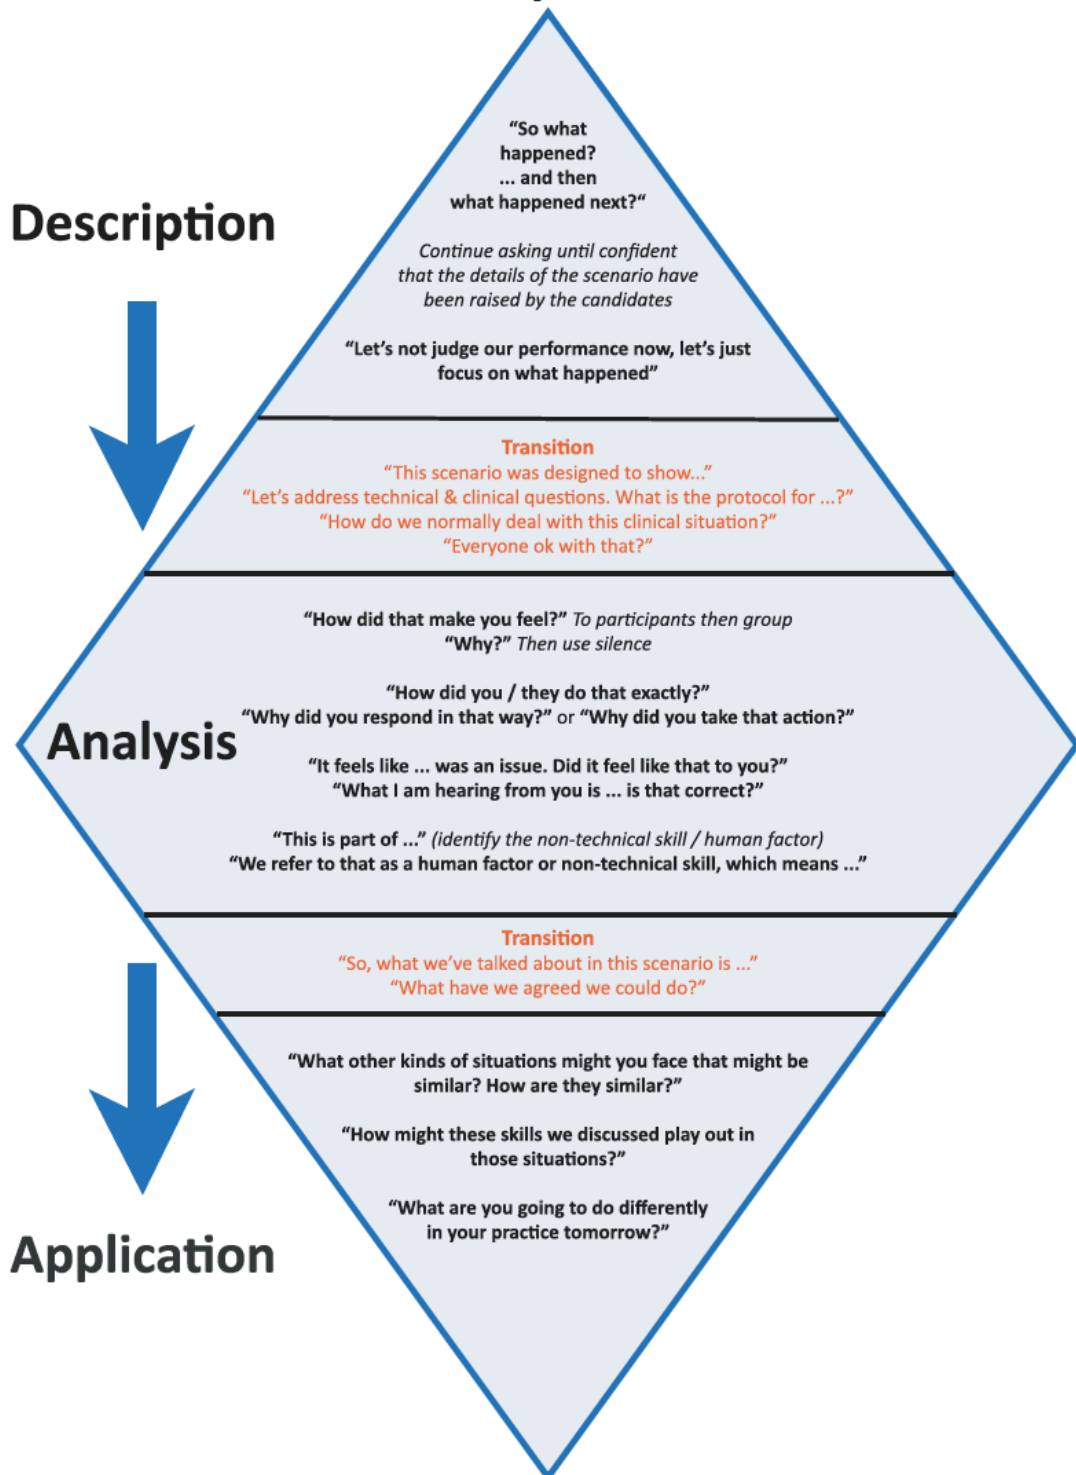 “So what
happened?
... and then
what happened next?“
Description
Continue asking until confident
that the details of the scenario have
been raised by the candidates
“Let’s not judge our performance now, let’s just
focus on what happened”
Transition
“This scenario was designed to show...”
“Let’s address technical & clinical questions. What is the protocol for ...?”
“How do we normally deal with this clinical situation?”
“Everyone ok with that?”
“How did that make you feel?” To participants then group
“Why?” Then use silence
“How did you / they do that exactly?”
“Why did you respond in that way?” or “Why did you take that action?”
Analysis
“It feels like ... was an issue. Did it feel like that to you?”
“What I am hearing from you is ... is that correct?”
“This is part of ...” (identify the non-technical skill / human factor)
“We refer to that as a human factor or non-technical skill, which means ...”
Transition
“So, what we’ve talked about in this scenario is ...”
“What have we agreed we could do?”
“What other kinds of situations might you face that might be
similar? How are they similar?”
“How might these skills we discussed play out in
those situations?”
“What are you going to do differently
in your practice tomorrow?”
Application